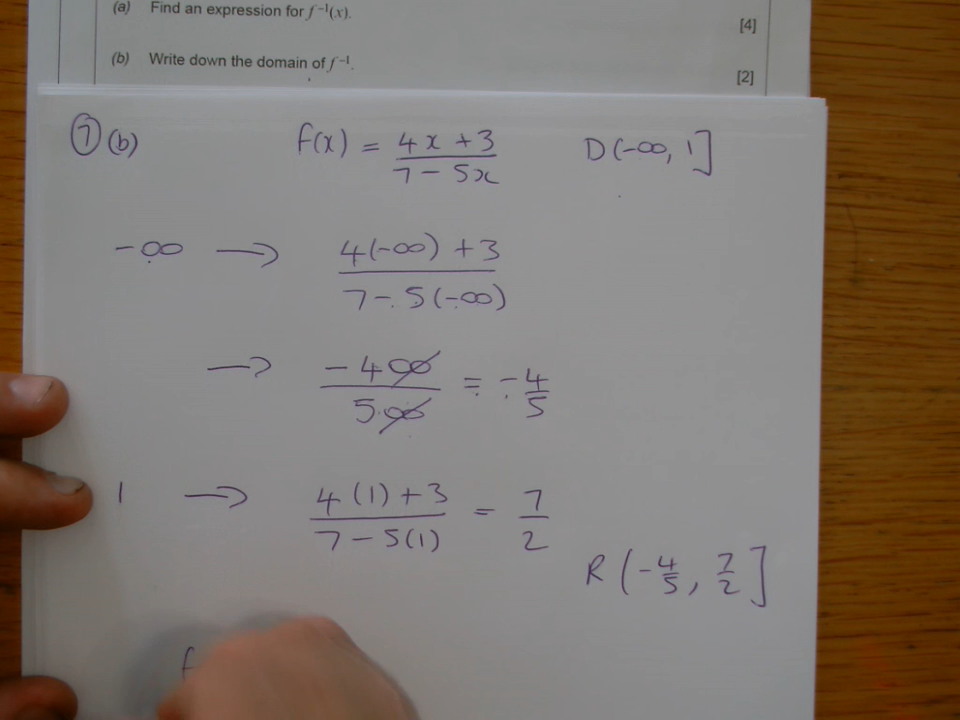 (a) Find an expression for f⁻¹(x).
[4]
(b) Write down the domain of f⁻¹.
[2]
7 (b) f(x) = (4x + 3)/(7 - 5x) D(-∞, 1]
-∞ → (4(-∞) + 3)/(7 - 5(-∞))
→ (-4∞)/(5∞) = -4/5
1 → (4(1) + 3)/(7 - 5(1)) = 7/2
R (-4/5, 7/2]
f